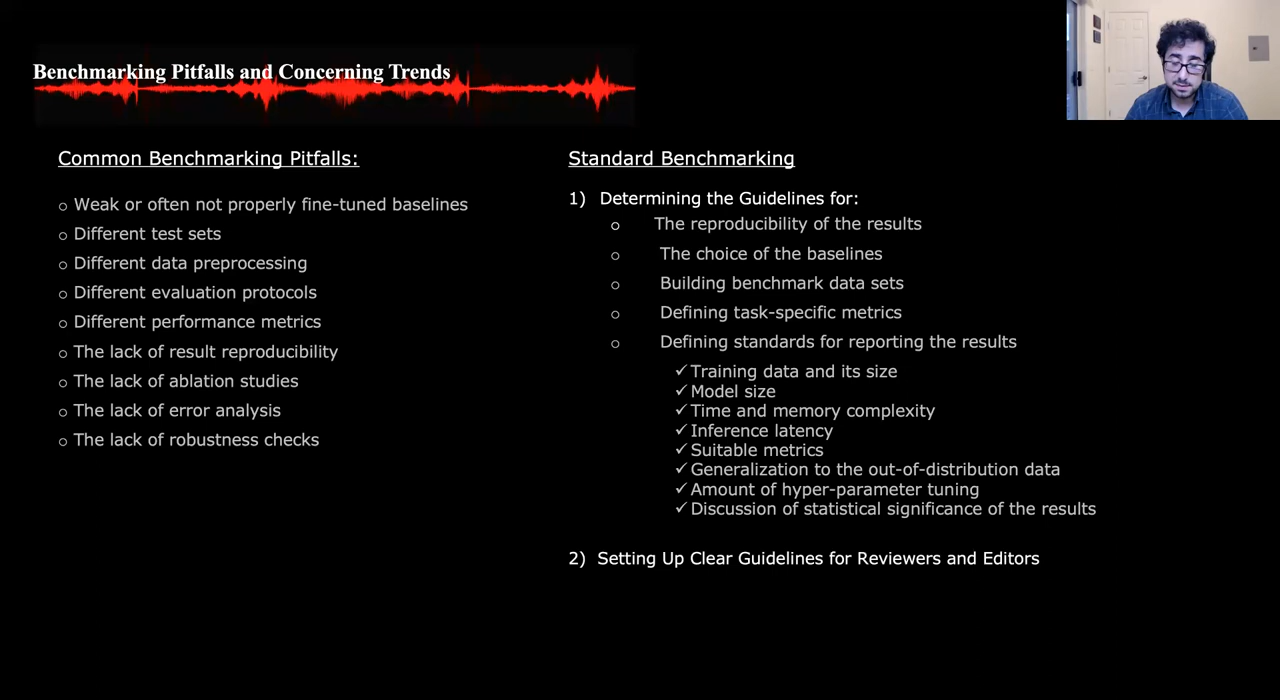 Benchmarking Pitfalls and Concerning Trends
Common Benchmarking Pitfalls:
○ Weak or often not properly fine-tuned baselines
○ Different test sets
○ Different data preprocessing
○ Different evaluation protocols
○ Different performance metrics
○ The lack of result reproducibility
○ The lack of ablation studies
○ The lack of error analysis
○ The lack of robustness checks
Standard Benchmarking
1) Determining the Guidelines for:
○ The reproducibility of the results
○ The choice of the baselines
○ Building benchmark data sets
○ Defining task-specific metrics
○ Defining standards for reporting the results
✓Training data and its size
✓Model size
✓Time and memory complexity
✓Inference latency
✓Suitable metrics
✓Generalization to the out-of-distribution data
✓Amount of hyper-parameter tuning
✓Discussion of statistical significance of the results
2) Setting Up Clear Guidelines for Reviewers and Editors